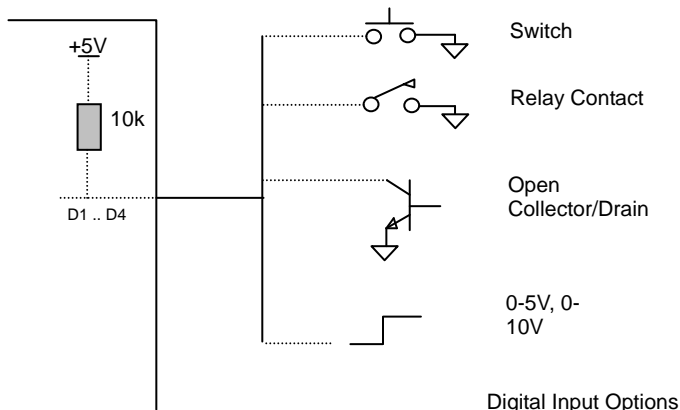 +5V
10k
D1 .. D4
Switch
Relay Contact
Open
Collector/Drain
0-5V, 0-
10V
Digital Input Options